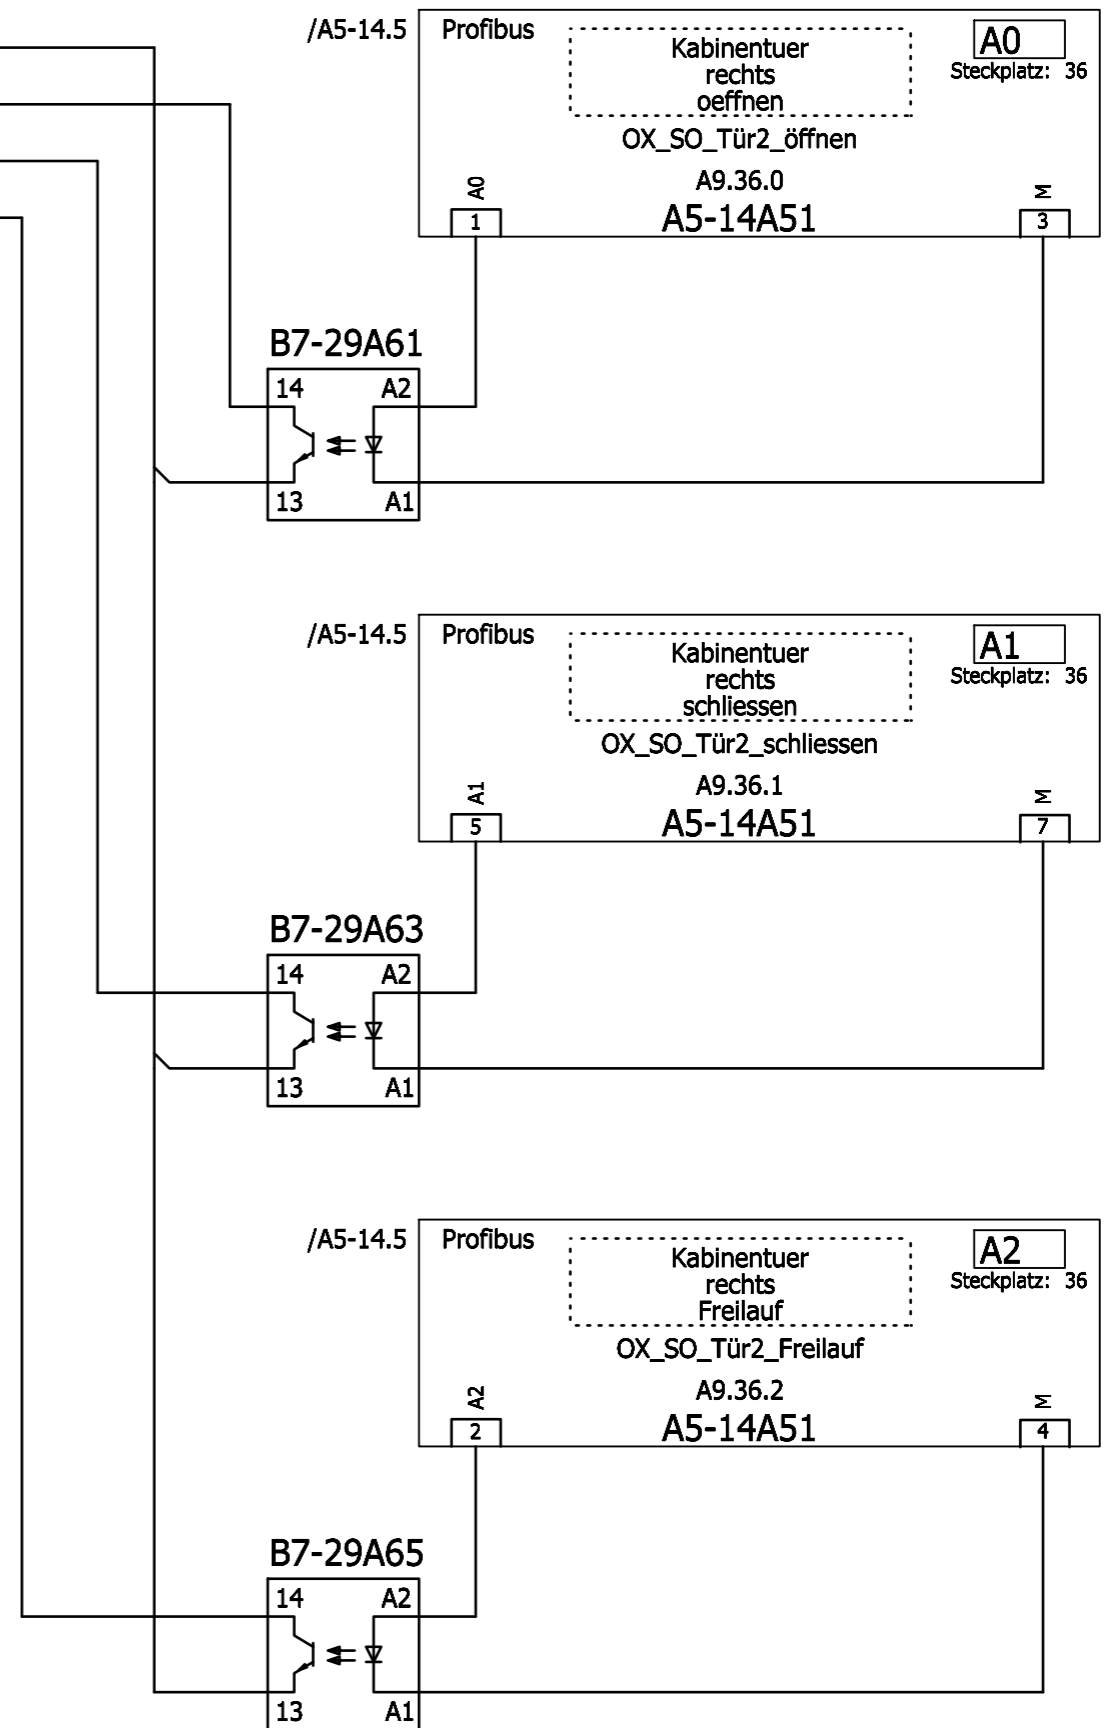 /A5-14.5
Profibus
Kabinentuer
rechts
oeffnen
A0
Steckplatz: 36
OX_SO_Tür2_öffnen
A9.36.0
A0
M
1
A5-14A51
3
B7-29A61
14
A2
13
A1
/A5-14.5
Profibus
Kabinentuer
rechts
schliessen
A1
Steckplatz: 36
OX_SO_Tür2_schliessen
A9.36.1
A1
M
5
A5-14A51
7
B7-29A63
14
A2
13
A1
/A5-14.5
Profibus
Kabinentuer
rechts
Freilauf
A2
Steckplatz: 36
OX_SO_Tür2_Freilauf
A9.36.2
A2
M
2
A5-14A51
4
B7-29A65
14
A2
13
A1